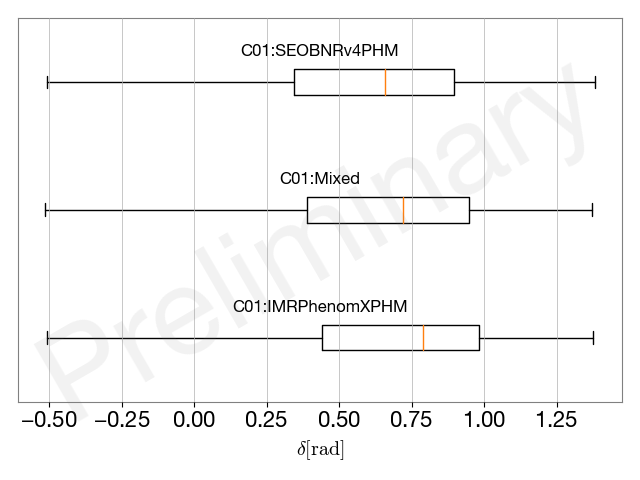 C01:SEOBNRv4PHM
C01:Mixed
C01:IMRPhenomXPHM
Preliminary
−0.50 −0.25 0.00 0.25 0.50 0.75 1.00 1.25
δ[rad]